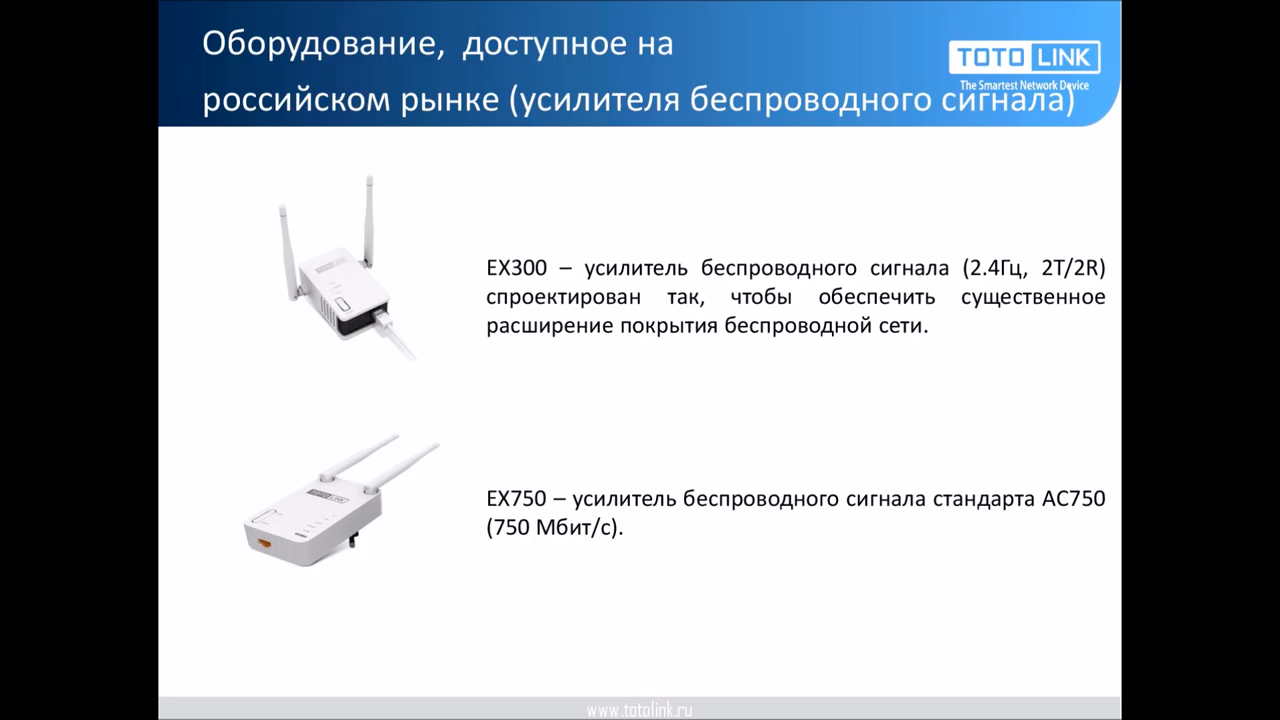 Оборудование, доступное на
российском рынке (усилителя беспроводного сигнала)
TOTO LINK
The Smartest Network Device
EX300 – усилитель беспроводного сигнала (2.4Гц, 2T/2R)
спроектирован так, чтобы обеспечить существенное
расширение покрытия беспроводной сети.
TOTO LINK
EX750 – усилитель беспроводного сигнала стандарта AC750
(750 Мбит/с).
www.totolink.ru